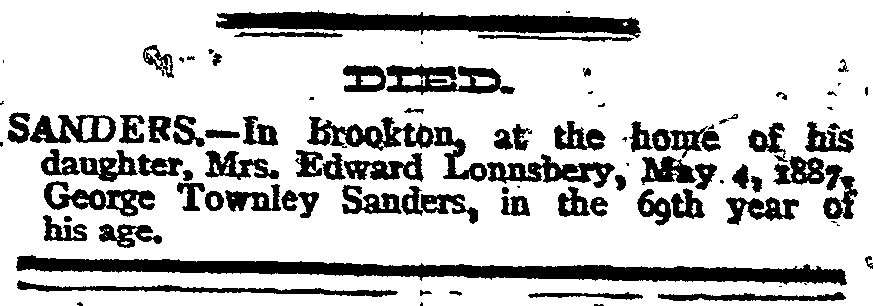 DIED.
SANDERS.—In Brookton, at the home of his
daughter, Mrs. Edward Lonnsbery, May 4, 1887,
George Townley Sanders, in the 69th year of
his age.